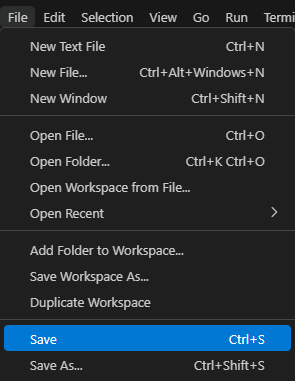 File Edit Selection View Go Run
New Text File Ctrl+N
New File... Ctrl+Alt+Windows+N
New Window Ctrl+Shift+N
Open File... Ctrl+O
Open Folder... Ctrl+K Ctrl+O
Open Workspace from File...
Open Recent
Add Folder to Workspace...
Save Workspace As...
Duplicate Workspace
Save Ctrl+S
Save As... Ctrl+Shift+S